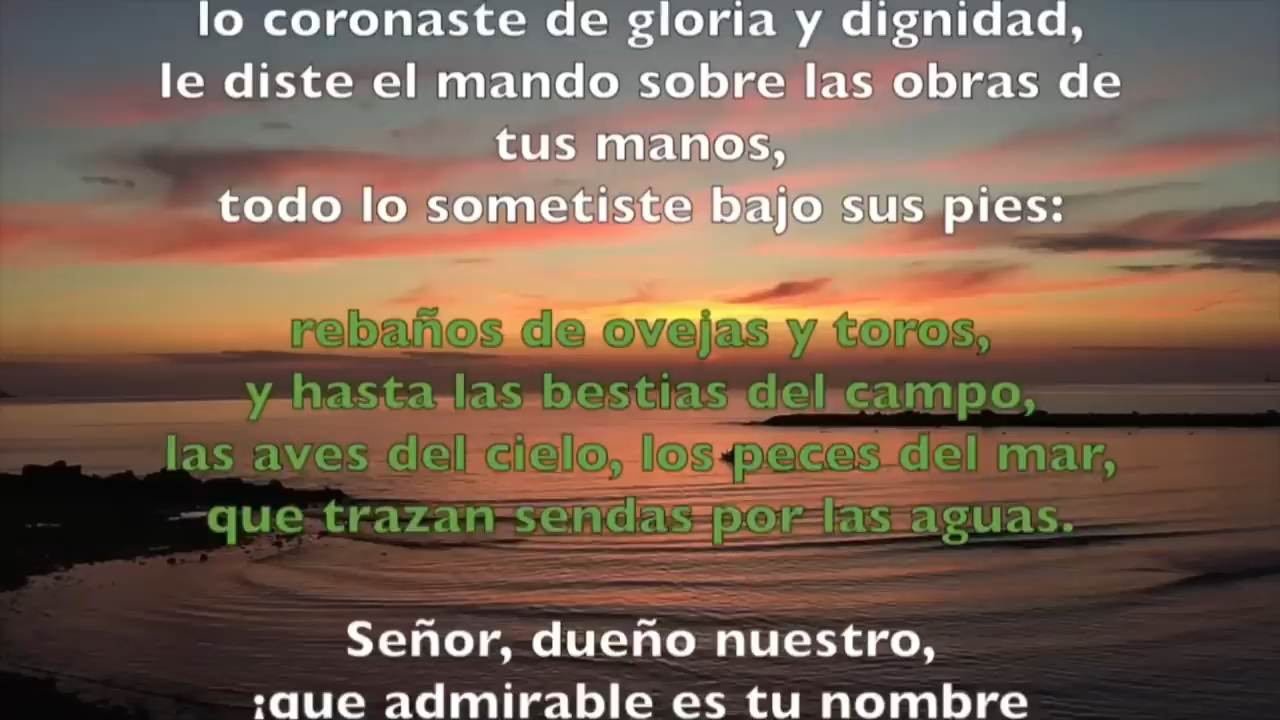 lo coronaste de gloria y dignidad,
le diste el mando sobre las obras de
tus manos,
todo lo sometiste bajo sus pies:
rebaños de ovejas y toros,
y hasta las bestias del campo,
las aves del cielo, los peces del mar,
que trazan sendas por las aguas.
Señor, dueño nuestro,
¡que admirable es tu nombre